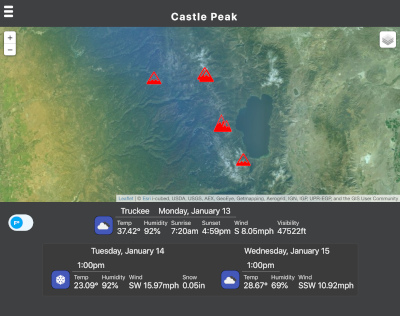 Castle Peak
+
−
Leaflet | © Esri
USDA, USGS, AEX, GeoEye, Getmapping, Aerogrid, IGN, IGP, UPR-EGP, and the GIS User Community
Truckee Monday, January 13
Temp Humidity Sunrise Sunset Wind Visibility
37.42° 92% 7:20am 4:59pm S 8.05mph 47522ft
Tuesday, January 14
1:00pm
Temp Humidity Wind Snow
23.09° 92% SW 15.97mph 0.05in
Wednesday, January 15
1:00pm
Temp Humidity Wind
28.67° 69% SSW 10.92mph